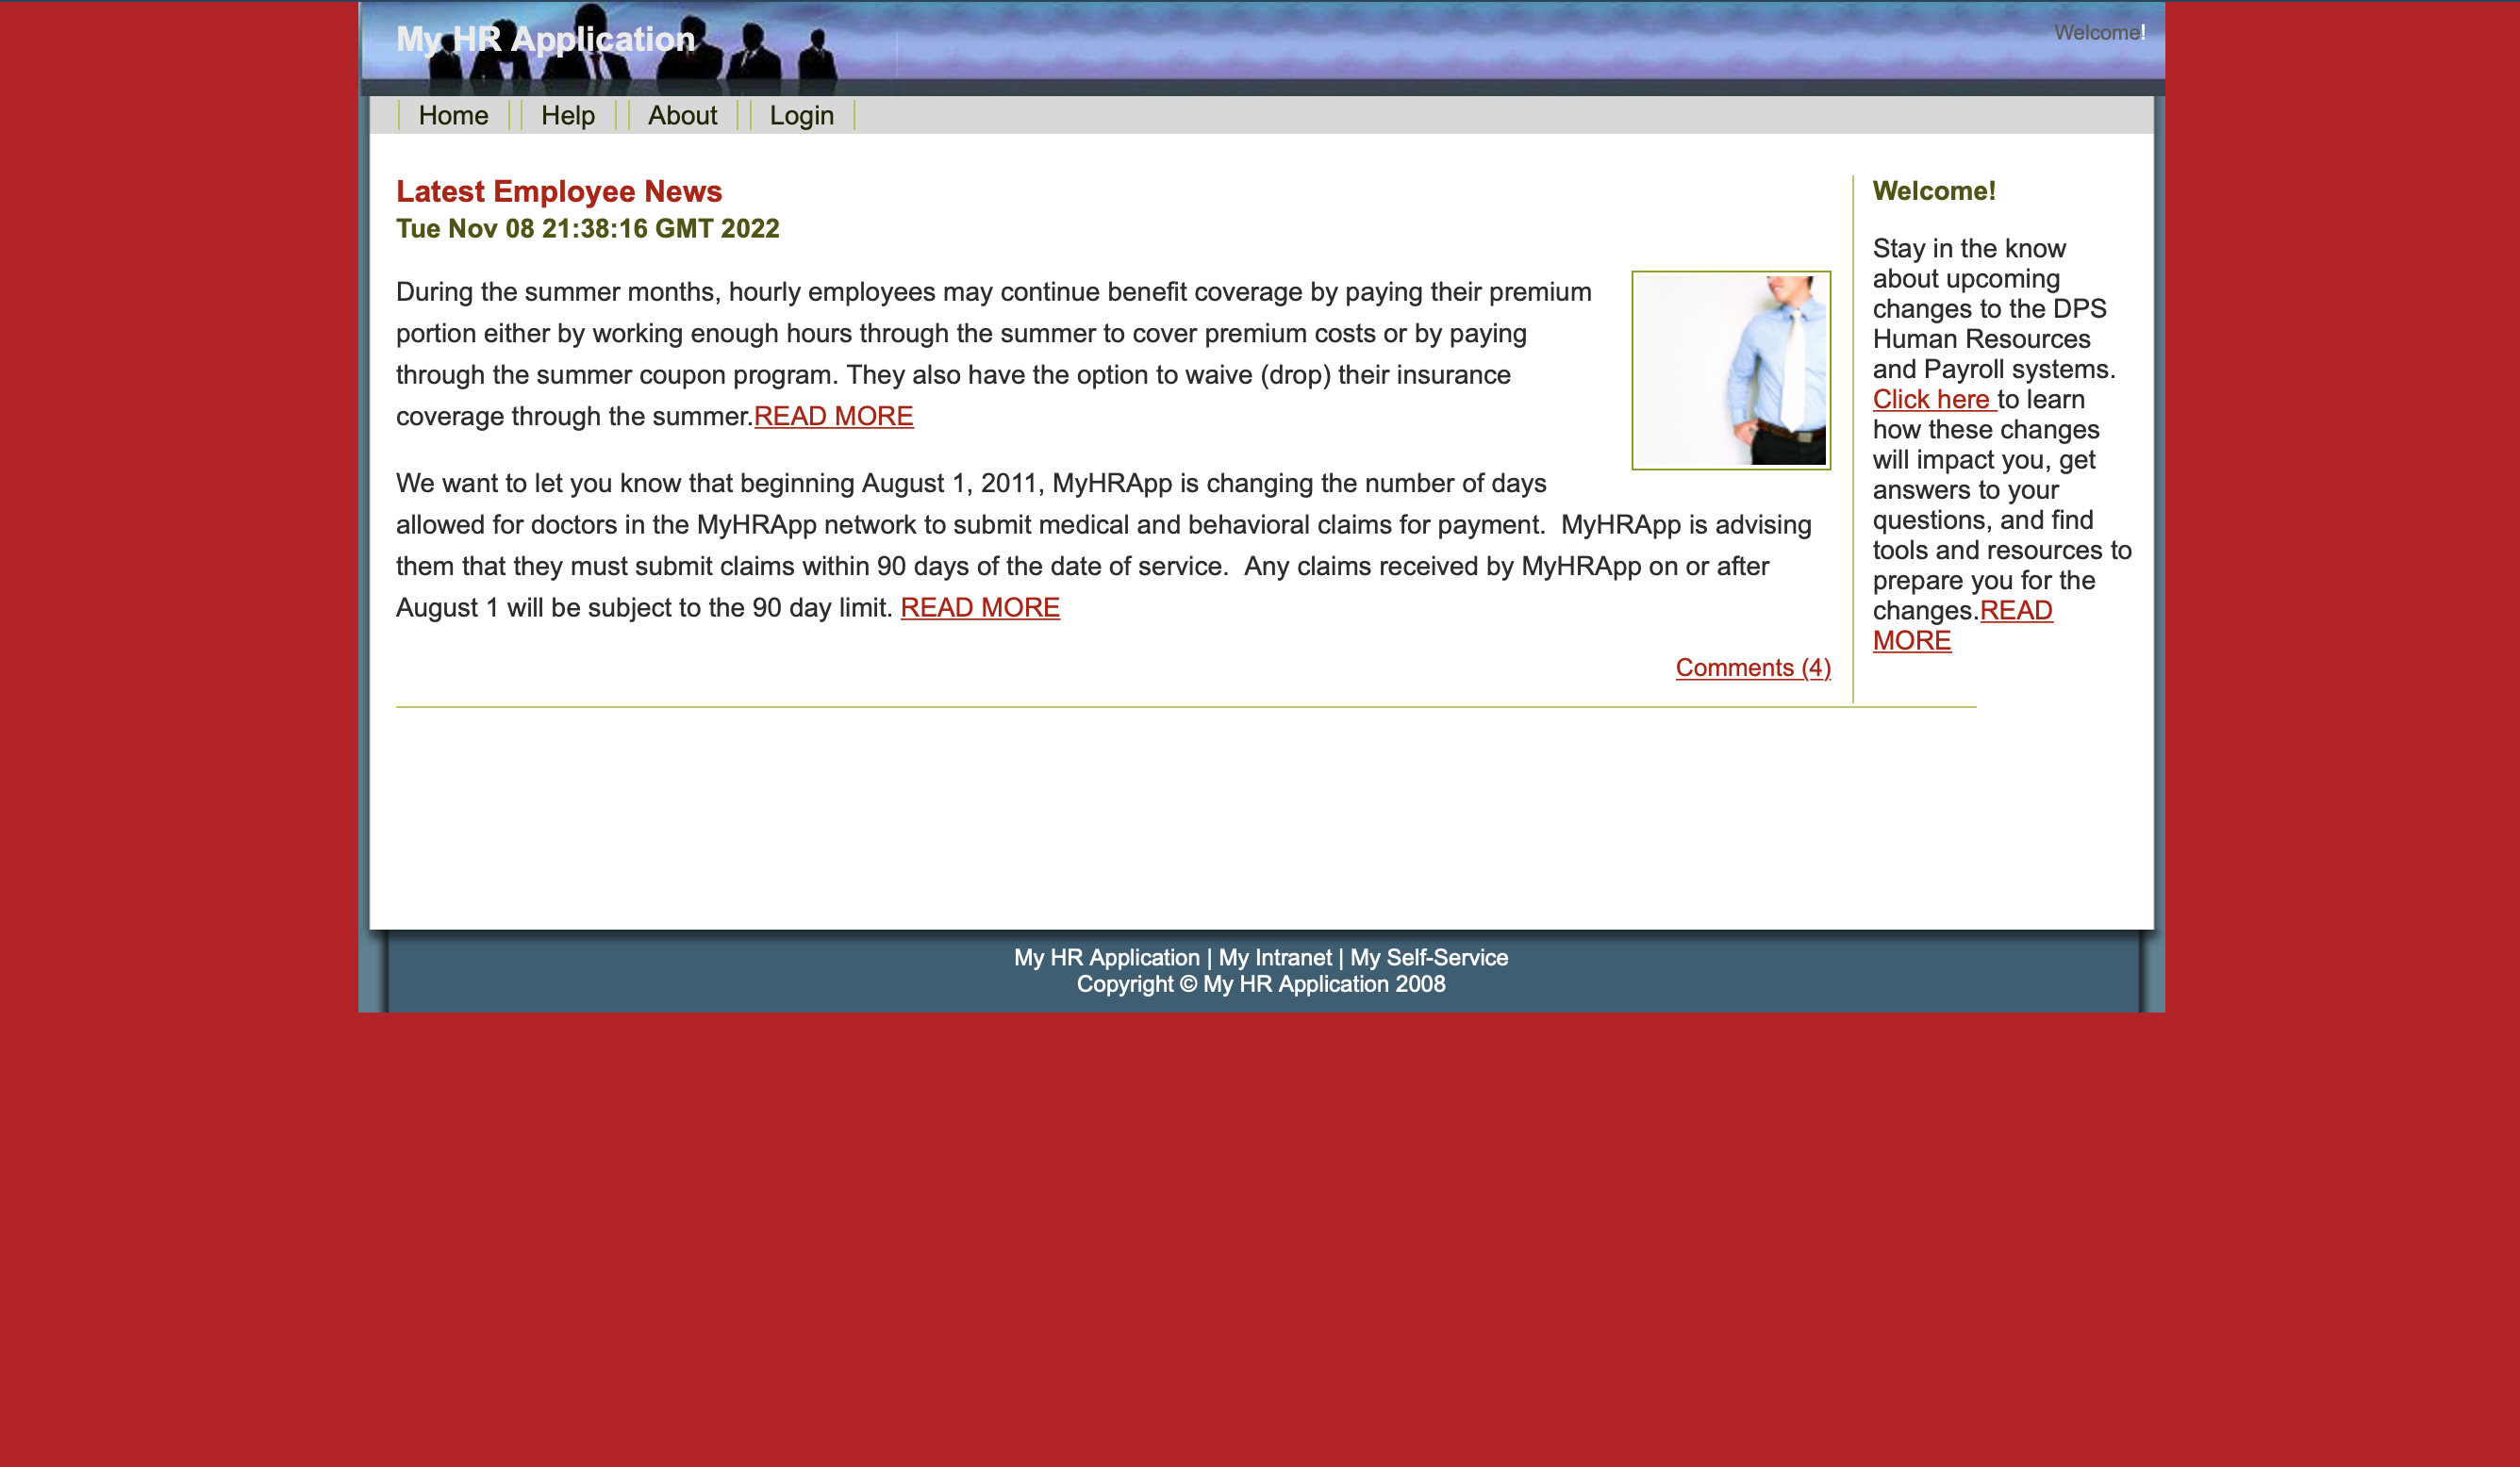 My HR Application
Welcome!
Home
Help
About
Login
Latest Employee News
Tue Nov 08 21:38:16 GMT 2022
During the summer months, hourly employees may continue benefit coverage by paying their premium
portion either by working enough hours through the summer to cover premium costs or by paying
through the summer coupon program. They also have the option to waive (drop) their insurance
coverage through the summer.READ MORE
We want to let you know that beginning August 1, 2011, MyHRApp is changing the number of days
allowed for doctors in the MyHRApp network to submit medical and behavioral claims for payment.  MyHRApp is advising
them that they must submit claims within 90 days of the date of service.  Any claims received by MyHRApp on or after
August 1 will be subject to the 90 day limit. READ MORE
Comments (4)
Welcome!
Stay in the know
about upcoming
changes to the DPS
Human Resources
and Payroll systems.
Click here to learn
how these changes
will impact you, get
answers to your
questions, and find
tools and resources to
prepare you for the
changes.READ
MORE
My HR Application | My Intranet | My Self-Service
Copyright © My HR Application 2008